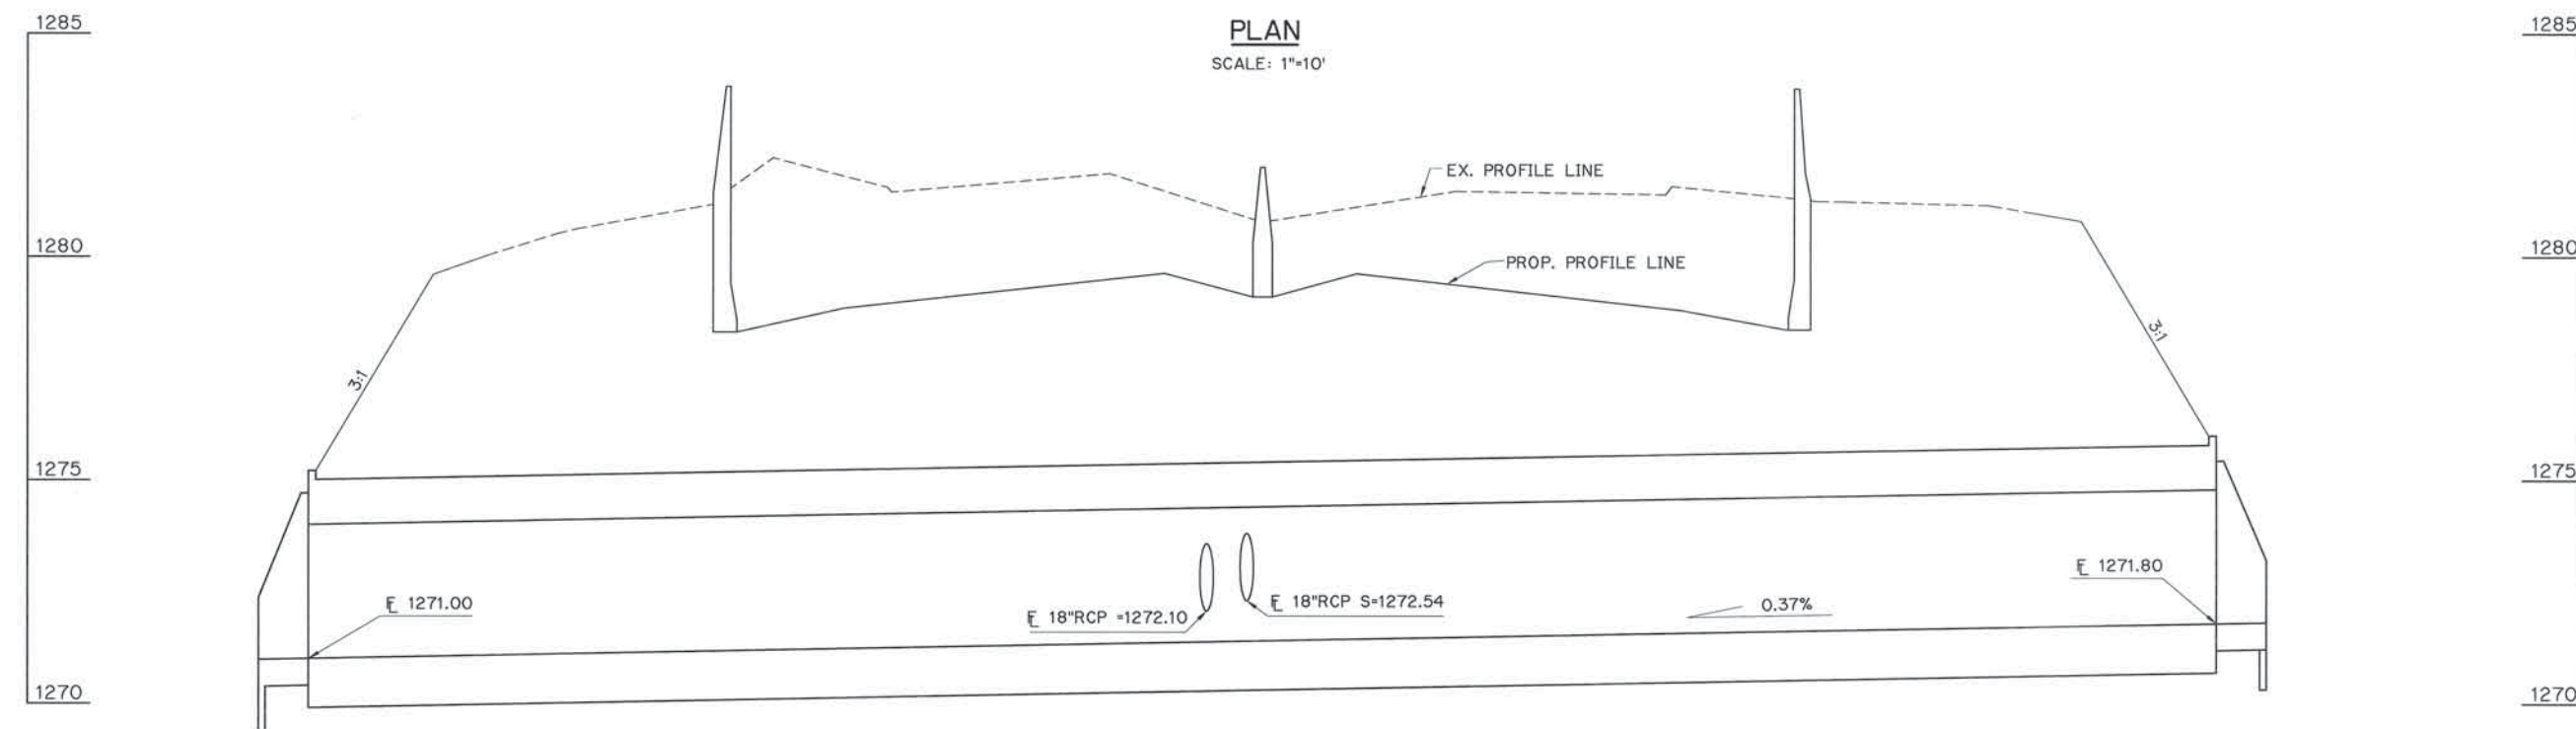 1285
PLAN
1285
SCALE: 1"=10'
EX. PROFILE LINE
1280
PROP. PROFILE LINE
1280
3:1
3:1
1275
1275
℄ 1271.80
℄ 1271.00
℄ 18"RCP =1272.10
℄ 18"RCP S=1272.54
0.37%
1270
1270